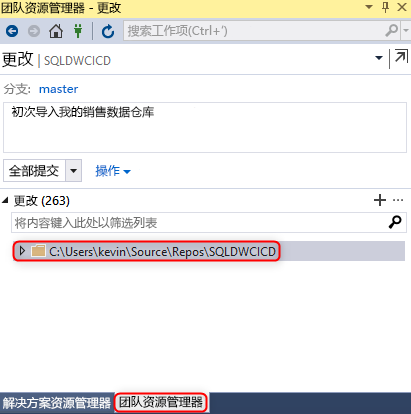 团队资源管理器 - 更改
搜索工作项(Ctrl+')
更改 | SQLDWCICD
分支: master
初次导入我的销售数据仓库
全部提交 操作
更改 (263)
将内容键入此处以筛选列表
C:\Users\kevin\Source\Repos\SQLDWCICD
解决方案资源管理器 团队资源管理器